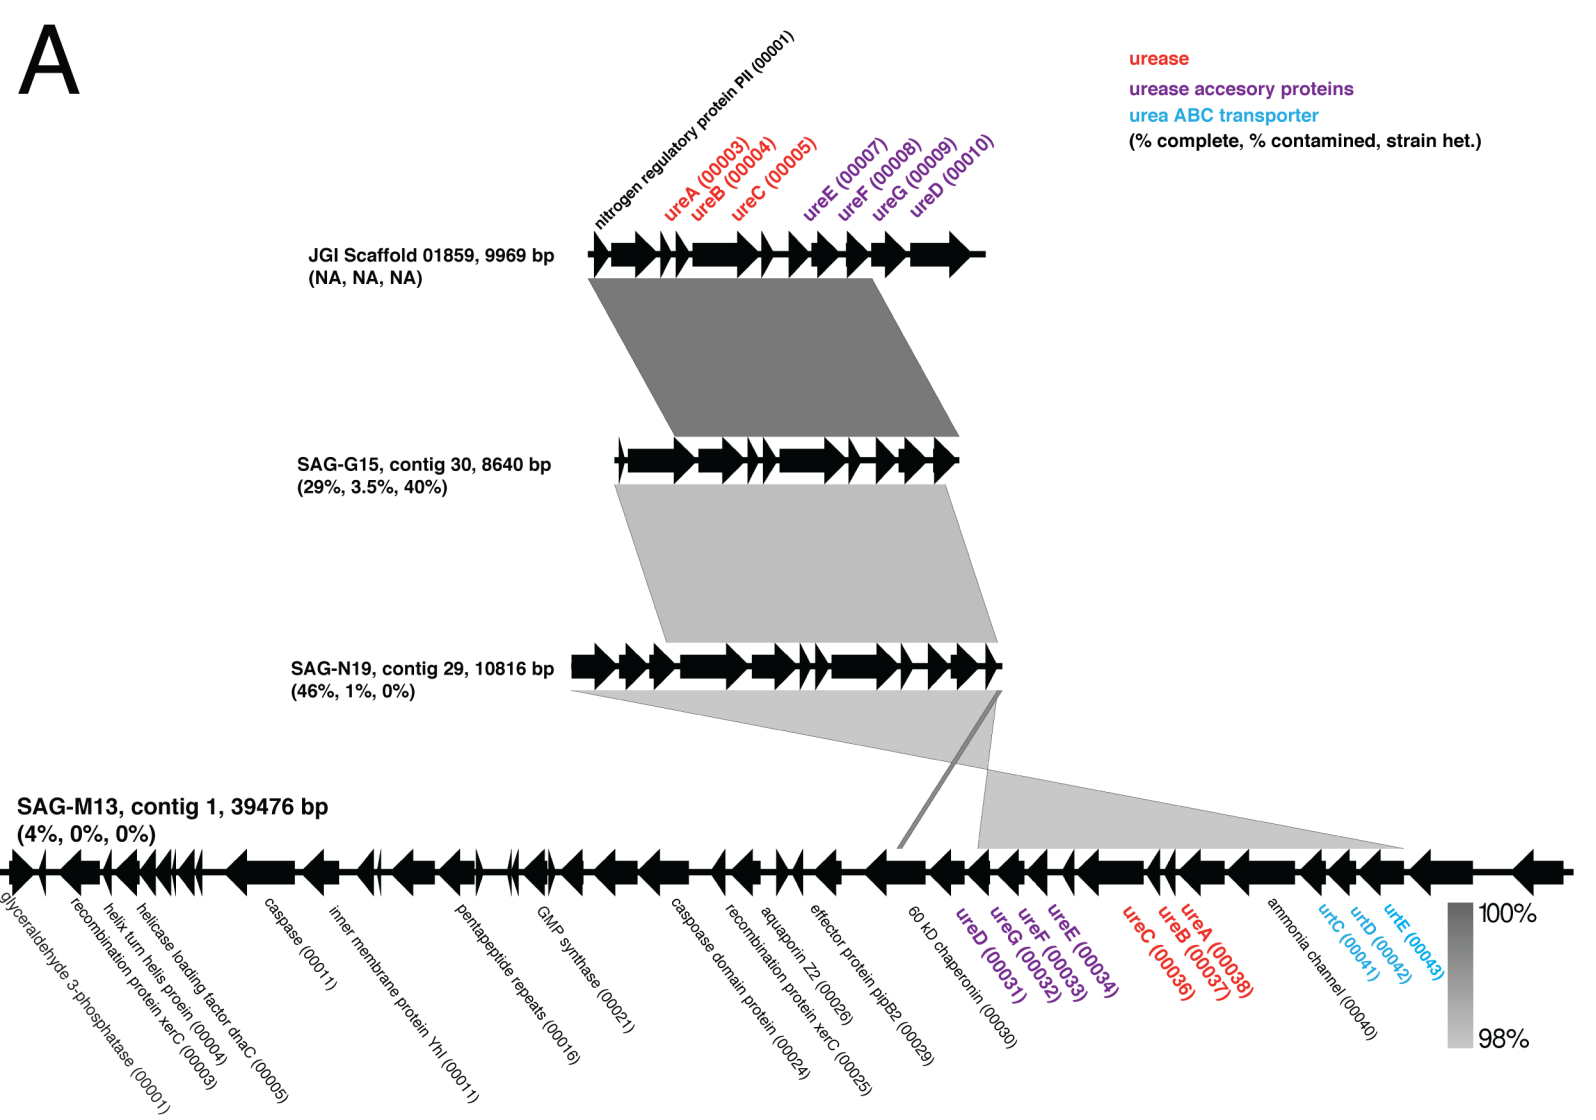 A
nitrogen regulatory protein PII (00001)
ureA (00003)
ureB (00004)
ureC (00005)
ureE (00007)
ureF (00008)
ureG (00009)
ureD (00010)
urease
urease accesory proteins
urea ABC transporter
(% complete, % contamined, strain het.)
JGI Scaffold 01859, 9969 bp
(NA, NA, NA)
SAG-G15, contig 30, 8640 bp
(29%, 3.5%, 40%)
SAG-N19, contig 29, 10816 bp
(46%, 1%, 0%)
SAG-M13, contig 1, 39476 bp
(4%, 0%, 0%)
glyceraldehyde 3-phosphatase (00001)
recombination protein xerC (00003)
helix turn helis proein (00004)
helicase loading factor dnaC (00005)
caspase (00011)
inner membrane protein YhI (00011)
pentapeptide repeats (00016)
GMP synthase (00021)
caspase domain protein (00024)
recombination protein xerC (00025)
aquaporin Z2 (00026)
effector protein pipB2 (00029)
60 kD chaperonin (00030)
ureD (00031)
ureG (00032)
ureF (00033)
ureE (00034)
ureC (00036)
ureB (00037)
ureA (00038)
ammonia channel (00040)
urtC (00041)
urtD (00042)
urtE (00043)
100%
98%